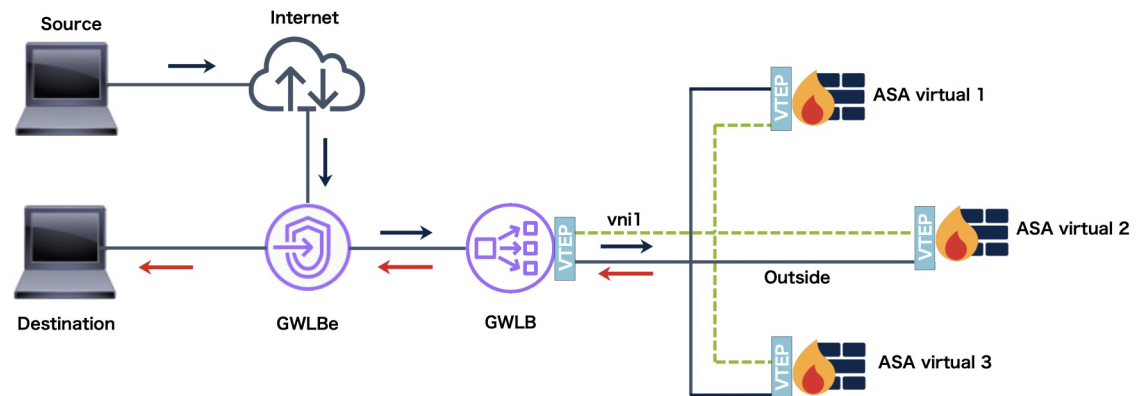 Source
Internet
VTEP
ASA virtual 1
vni1
VTEP
VTEP
ASA virtual 2
Outside
Destination
GWLBe
GWLB
VTEP
ASA virtual 3